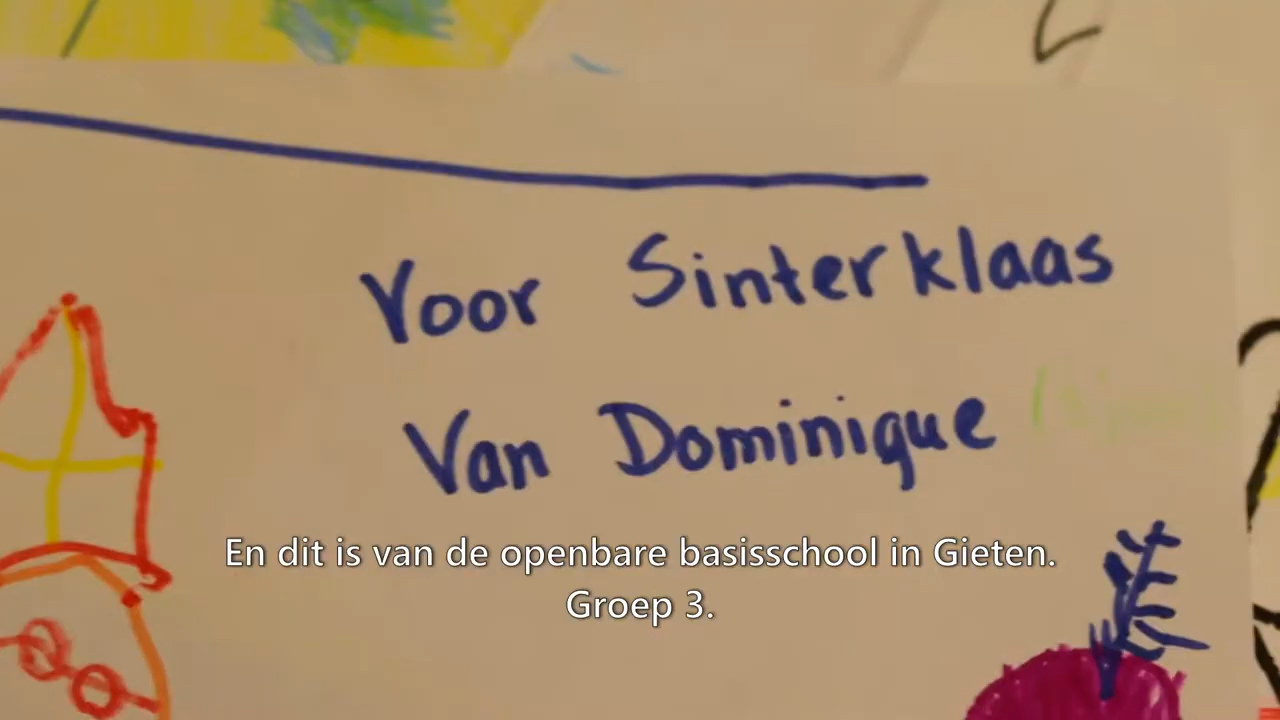 Voor Sinterklaas
Van Dominique
En dit is van de openbare basisschool in Gieten.
Groep 3.